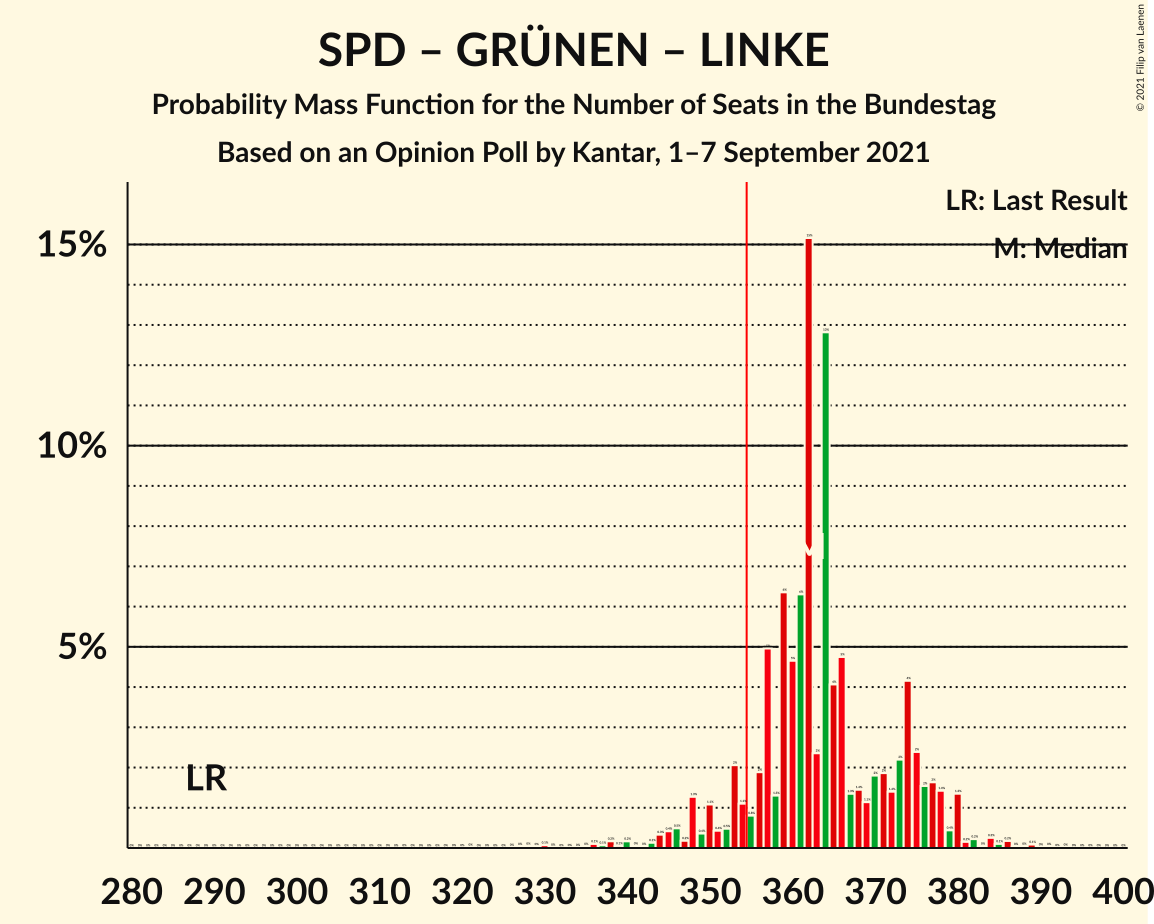 SPD – GRÜNEN – LINKE
Probability Mass Function for the Number of Seats in the Bundestag
Based on an Opinion Poll by Kantar, 1–7 September 2021
© 2021 Filip van Laenen
LR: Last Result
M: Median
15%
10%
5%
LR
M
280 290 300 310 320 330 340 350 360 370 380 390 400